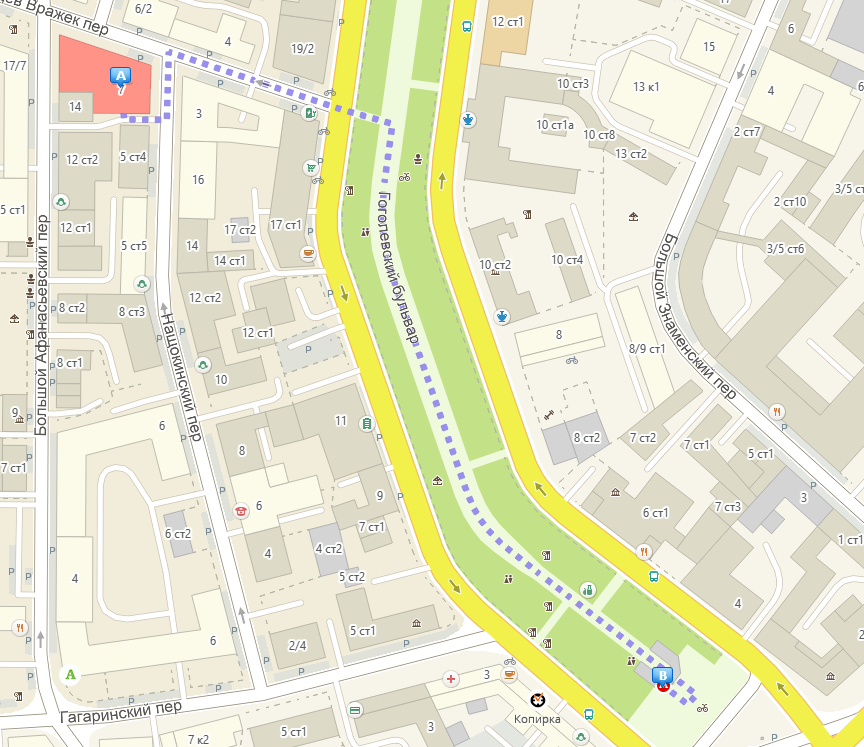 цев Вражек пер
6/2
4
19/2
12 ст1
15
6
17/7
A
7
14
3
10 ст3
13 к1
4
10 ст1а
10 ст8
13 ст2
2 ст7
12 ст2
5 ст4
16
3/5 с
5 ст1
12 ст1
5 ст5
17 ст2
17 ст1
2 ст10
14
14 ст1
3/5 ст6
10 ст2
10 ст4
Большой Афанасьевский пер
Гоголевский бульвар
Большой Знаменский пер
8 ст2
8 ст3
12 ст2
12 ст1
8
8/9 ст1
Нащокинский пер
8 ст1
10
9
6
11
8
8 ст2
7 ст2
7 ст1
5 ст1
7 ст1
9
3
6
6 ст1
7 ст3
7 ст1
6 ст2
4
4 ст2
1 ст1
5 ст2
4
4
6
2/4
5 ст1
2
B
3
A
Гагаринский пер
Копирка
7 к2
5 ст1
3